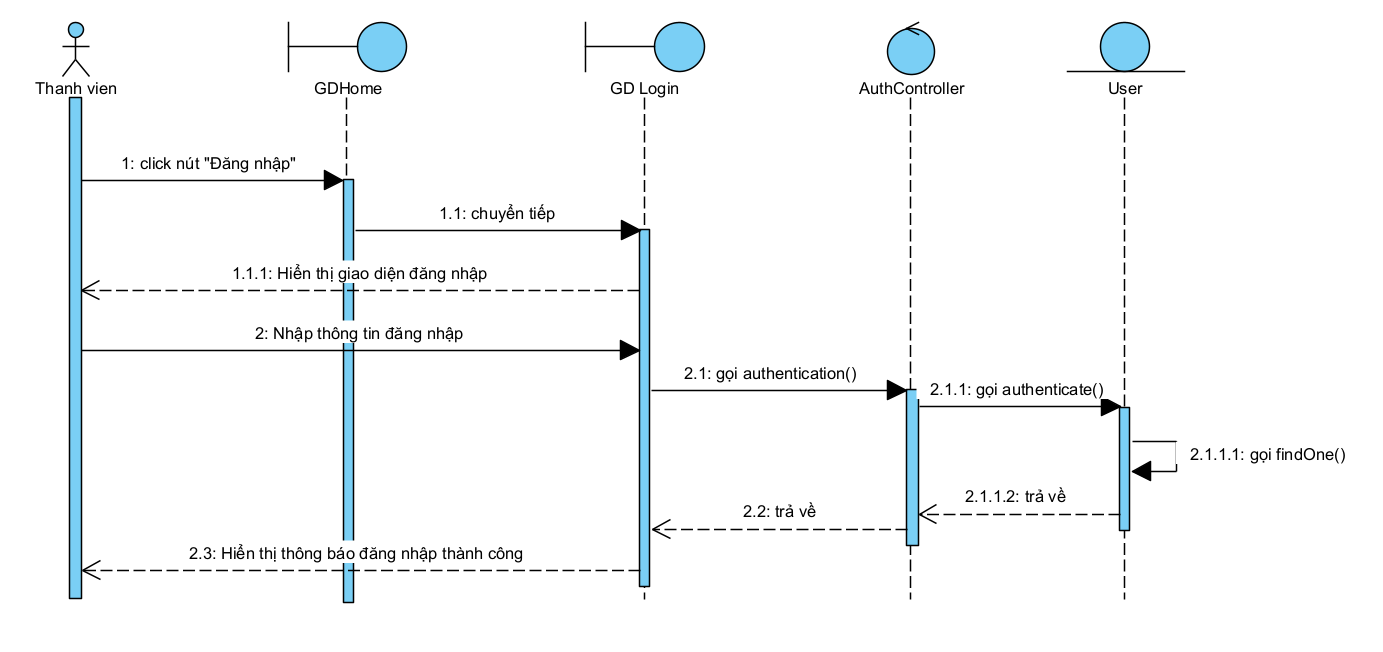 Thanh vien
GDHome
GD Login
AuthController
User
1: click nút "Đăng nhập"
1.1: chuyển tiếp
1.1.1: Hiển thị giao diện đăng nhập
2: Nhập thông tin đăng nhập
2.1: gọi authentication()
2.1.1: gọi authenticate()
2.1.1.1: gọi findOne()
2.1.1.2: trả về
2.2: trả về
2.3: Hiển thị thông báo đăng nhập thành công